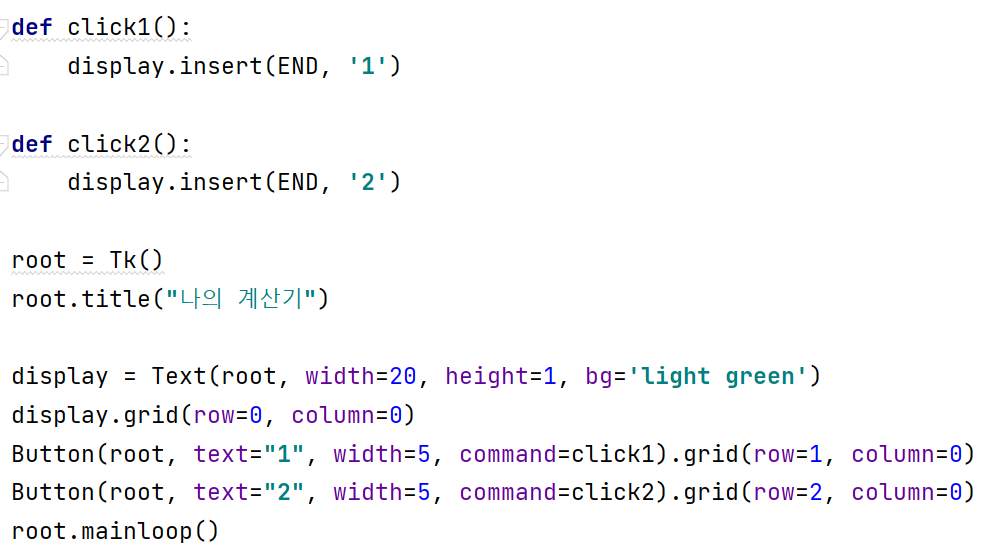 def click1():
    display.insert(END, '1')
def click2():
    display.insert(END, '2')
root = Tk()
root.title("나의 계산기")
display = Text(root, width=20, height=1, bg='light green')
display.grid(row=0, column=0)
Button(root, text="1", width=5, command=click1).grid(row=1, column=0)
Button(root, text="2", width=5, command=click2).grid(row=2, column=0)
root.mainloop()